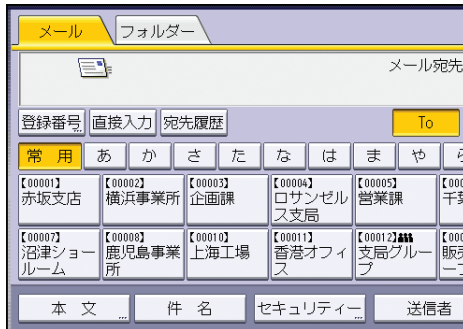 メール フォルダー
メール宛先
登録番号 直接入力 宛先履歴 To
常用 あ か さ た な は ま や
【00001】 【00002】 【00003】 【00004】 【00005】
赤坂支店 横浜事業所 企画課 ロサンゼル
ス支局 営業課
【00007】 【00008】 【00010】 【00011】 【00012】
沼津ショー
ルーム 鹿児島事業
所 上海工場 香港オフィ
ス 支局グルー
プ
本文 件名 セキュリティー 送信者